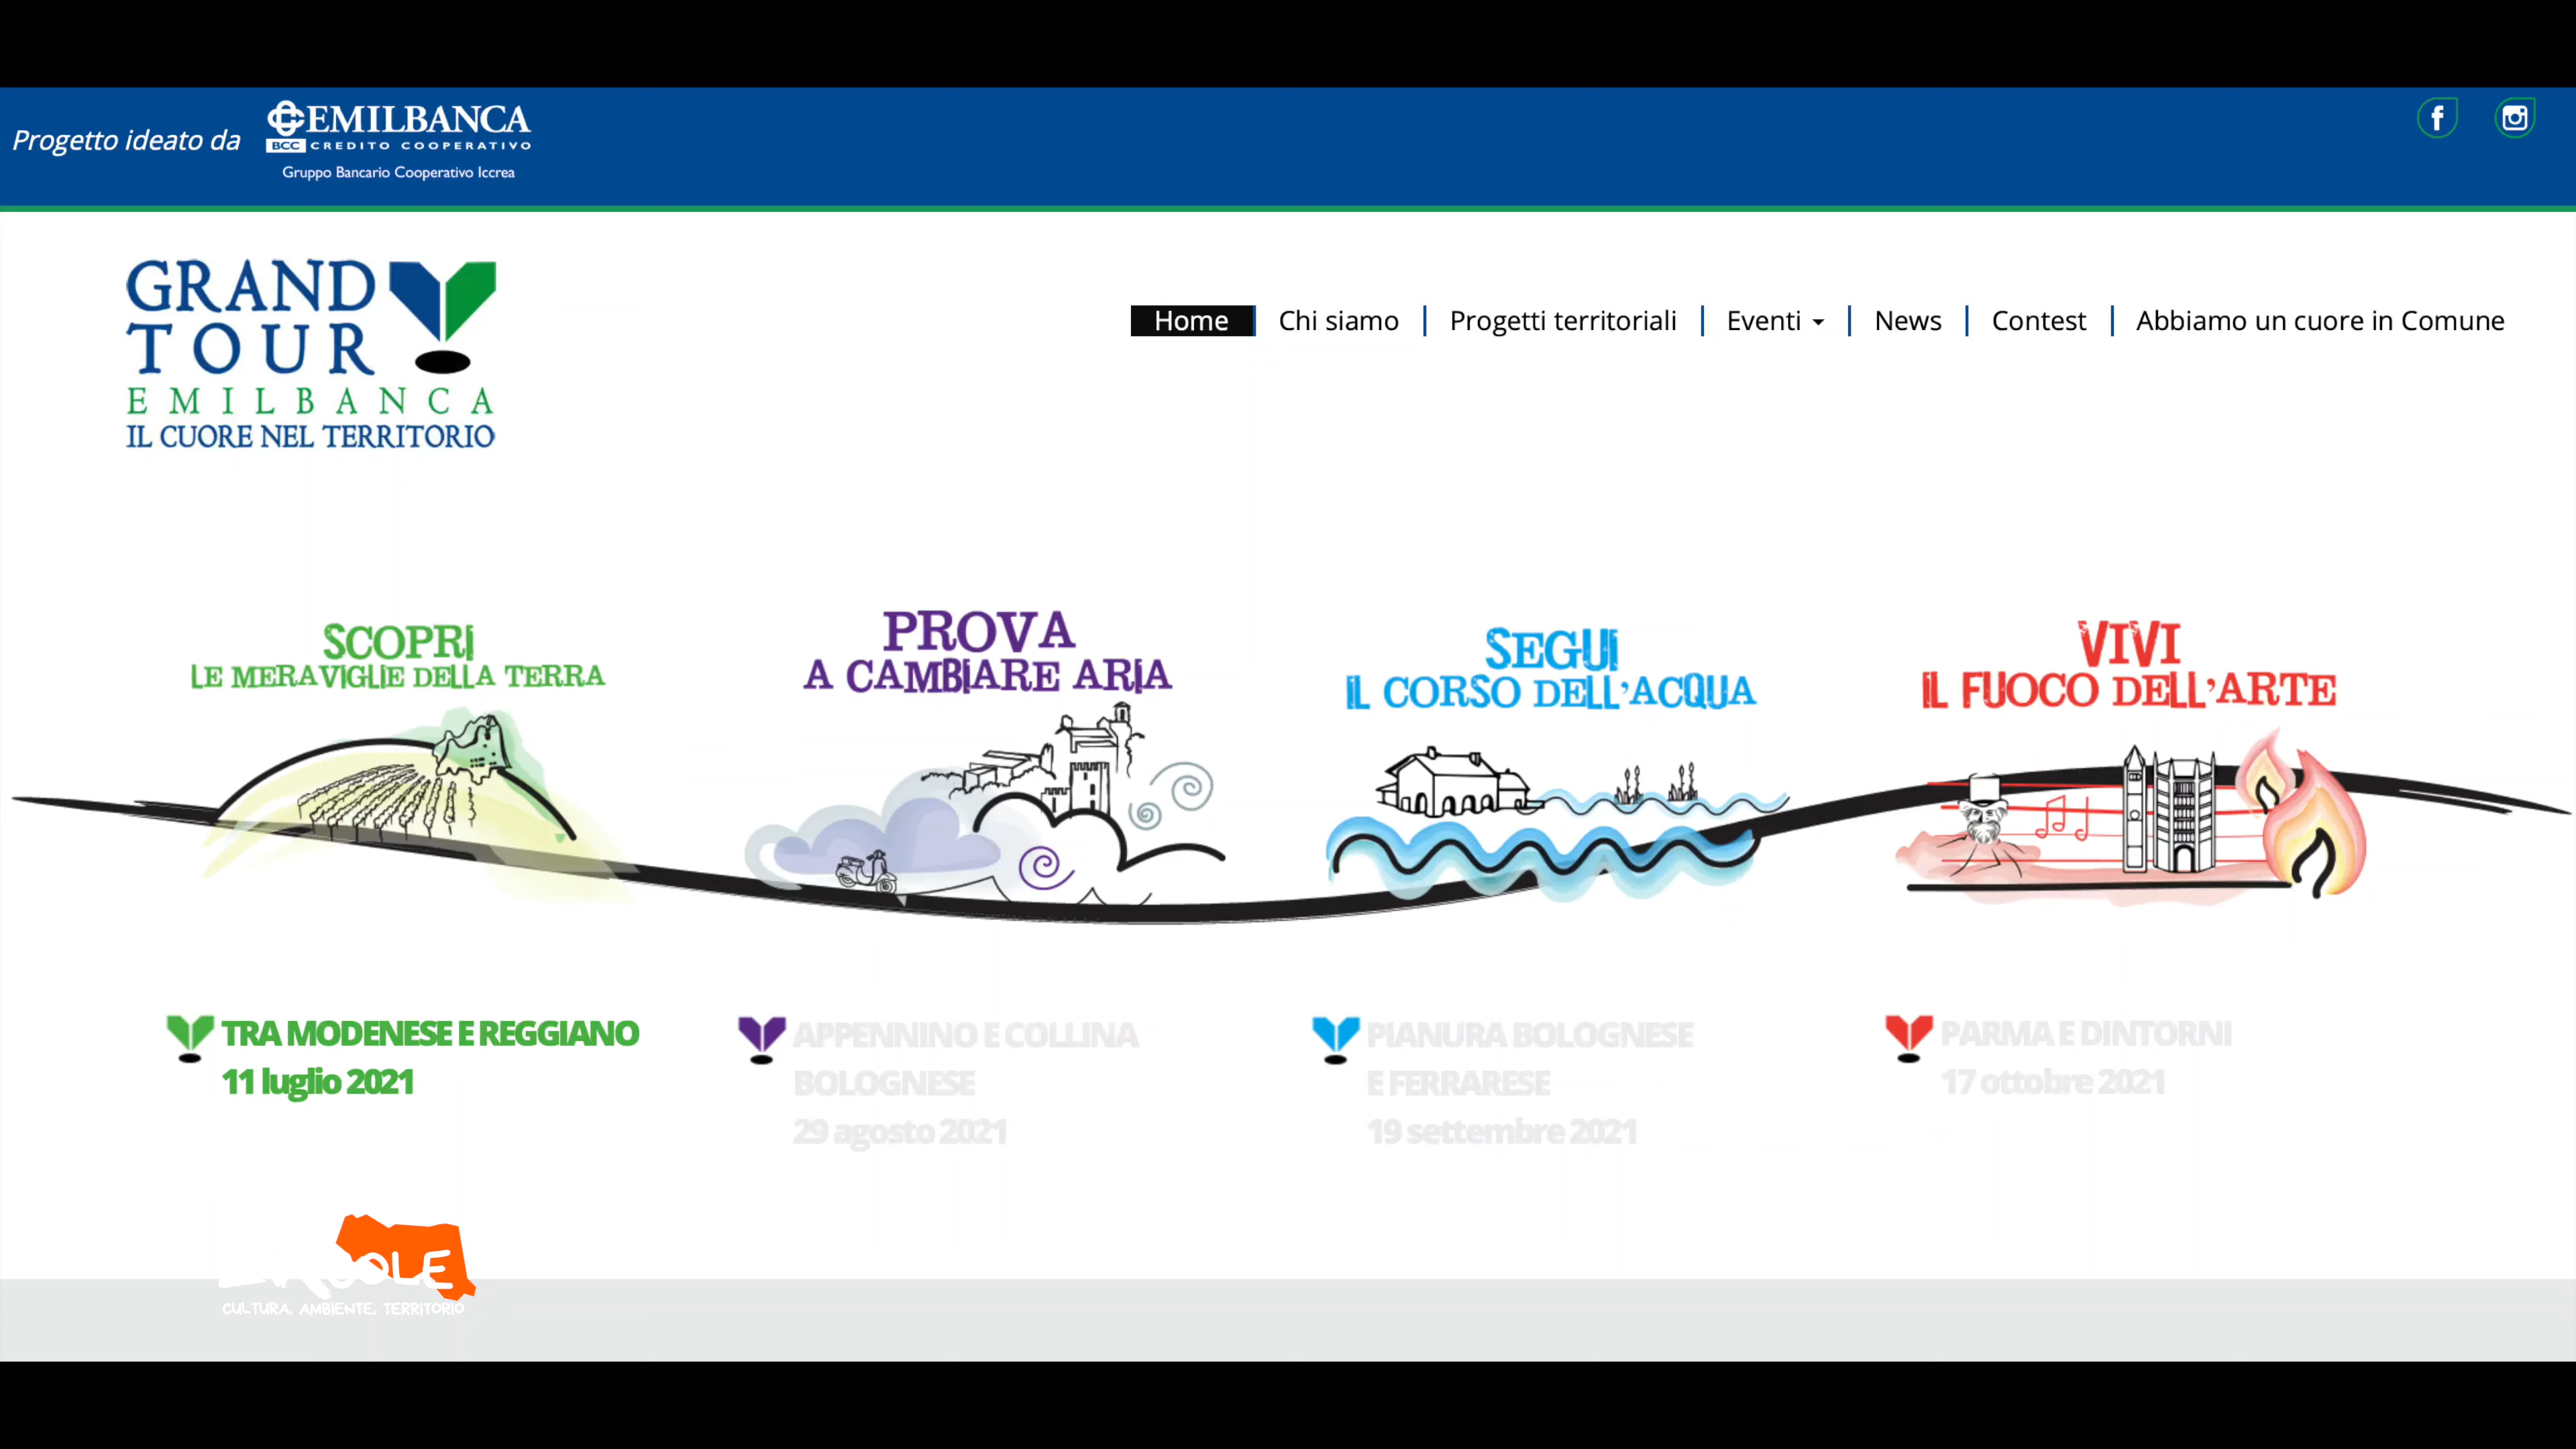 Progetto ideato da
EMILBANCA
BCC CREDITO COOPERATIVO
Gruppo Bancario Cooperativo Iccrea
GRAND
TOUR
EMILBANCA
IL CUORE NEL TERRITORIO
Home
Chi siamo
Progetti territoriali
Eventi
News
Contest
Abbiamo un cuore in Comune
SCOPRI
LE MERAVIGLIE DELLA TERRA
PROVA
A CAMBIARE ARIA
SEGUI
IL CORSO DELL'ACQUA
VIVI
IL FUOCO DELL'ARTE
TRA MODENESE E REGGIANO
11 luglio 2021
APPENNINO E COLLINA
BOLOGNESE
29 agosto 2021
PIANURA BOLOGNESE
E FERRARESE
19 settembre 2021
PARMA E DINTORNI
17 ottobre 2021
CULTURA, AMBIENTE, TERRITORIO